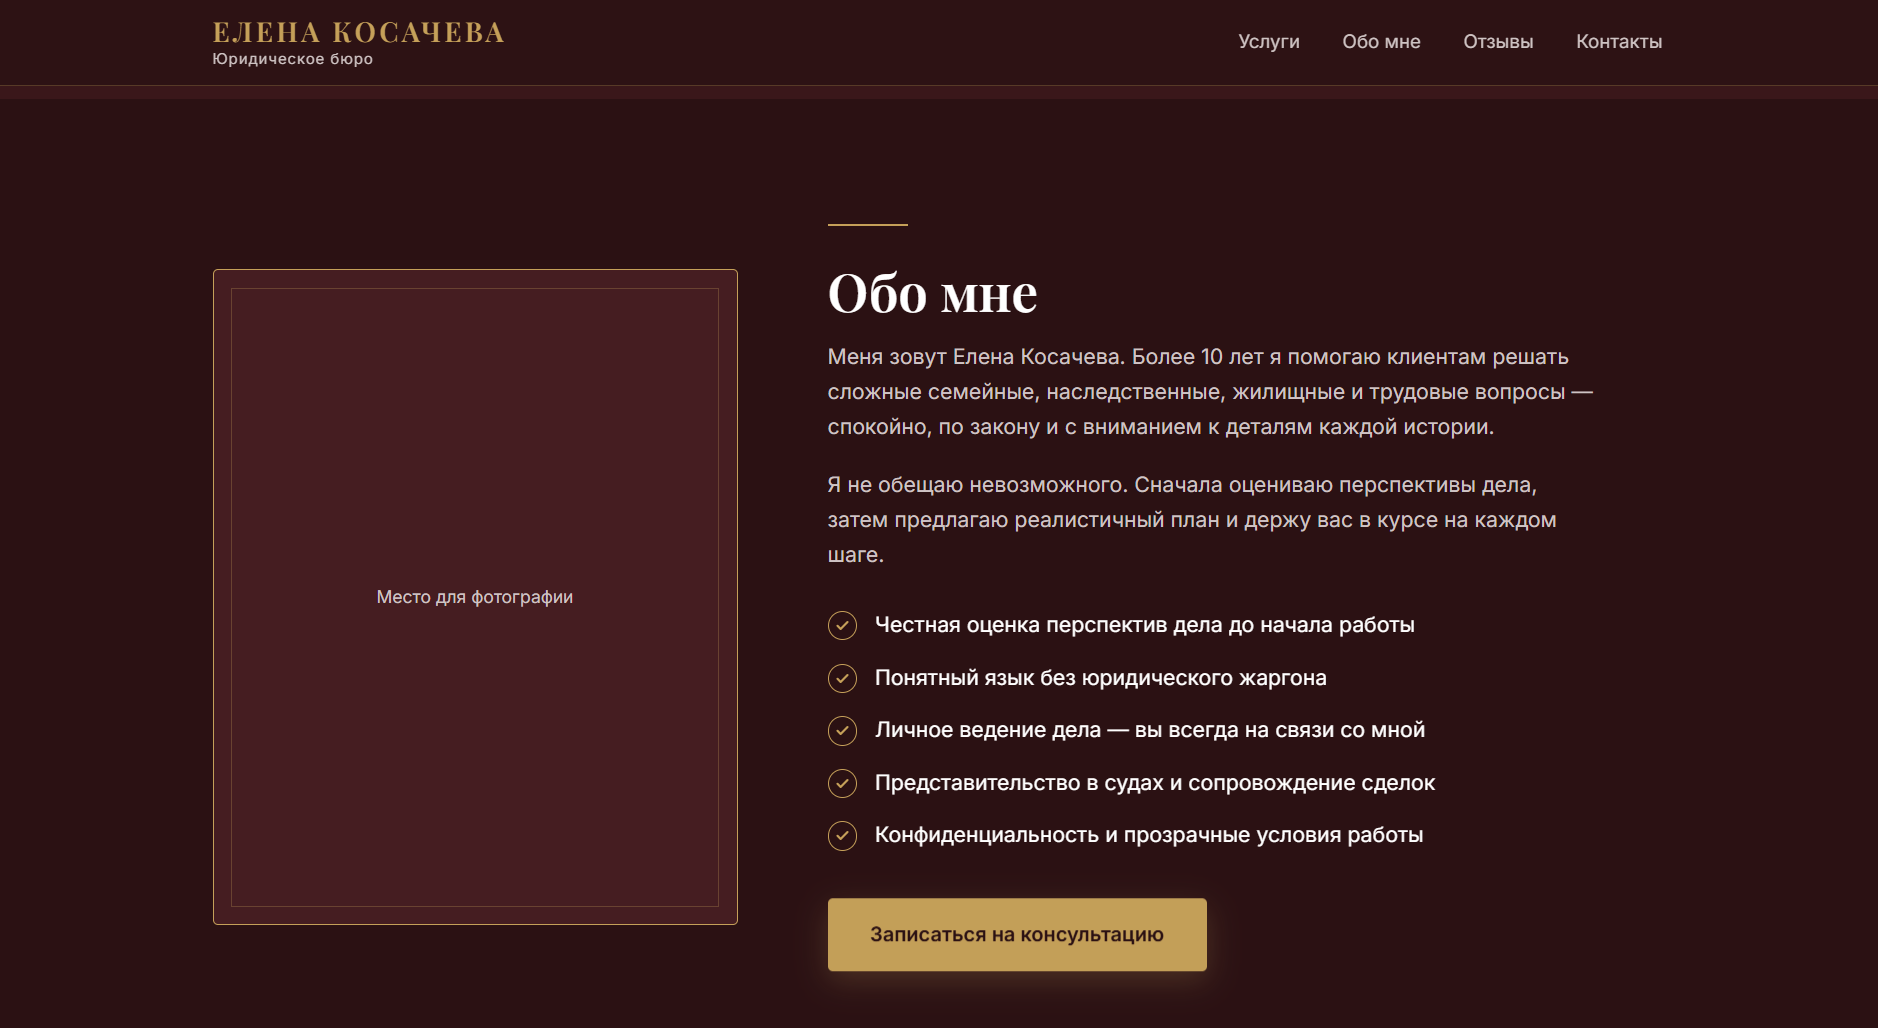 ЕЛЕНА КОСАЧЕВА
Юридическое бюро
Услуги
Обо мне
Отзывы
Контакты
Обо мне
Меня зовут Елена Косачева. Более 10 лет я помогаю клиентам решать
сложные семейные, наследственные, жилищные и трудовые вопросы —
спокойно, по закону и с вниманием к деталям каждой истории.
Я не обещаю невозможного. Сначала оцениваю перспективы дела,
затем предлагаю реалистичный план и держу вас в курсе на каждом
шаге.
Место для фотографии
Честная оценка перспектив дела до начала работы
Понятный язык без юридического жаргона
Личное ведение дела — вы всегда на связи со мной
Представительство в судах и сопровождение сделок
Конфиденциальность и прозрачные условия работы
Записаться на консультацию